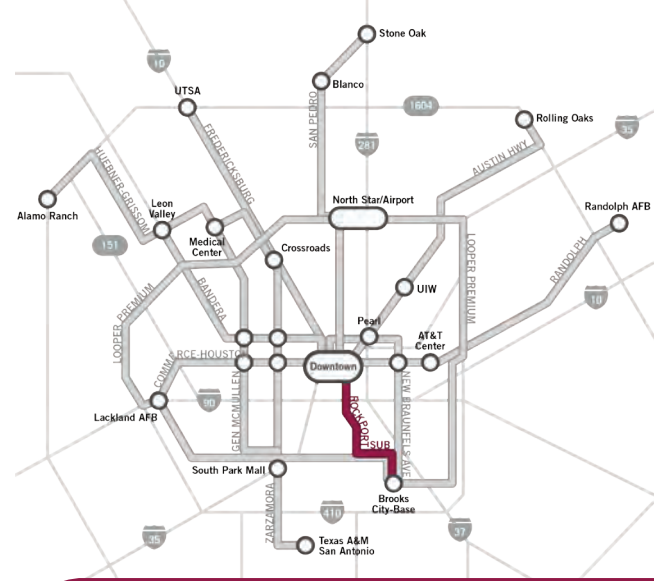 Stone Oak
10
Blanco
UTSA
1604
SAN PEDRO
Rolling Oaks
FREDERICKSBURG
35
281
AUSTIN HWY
HUEBNER-GRISSOM
North Star/Airport
Leon
Valley
Randolph AFB
Alamo Ranch
Medical
Center
151
Crossroads
LOOPER PREMIUM
RANDOLPH
UIW
10
BANDERA
LOOPER PREMIUM
Pearl
AT&T
Center
COMME
RCE-HOUSTON
Downtown
GEN MCMULLEN
NEW BRAUNFELS AVE
90
ROCKPORT
SUB
Lackland AFB
South Park Mall
Brooks
City-Base
ZARZAMORA
410
37
35
Texas A&M
San Antonio